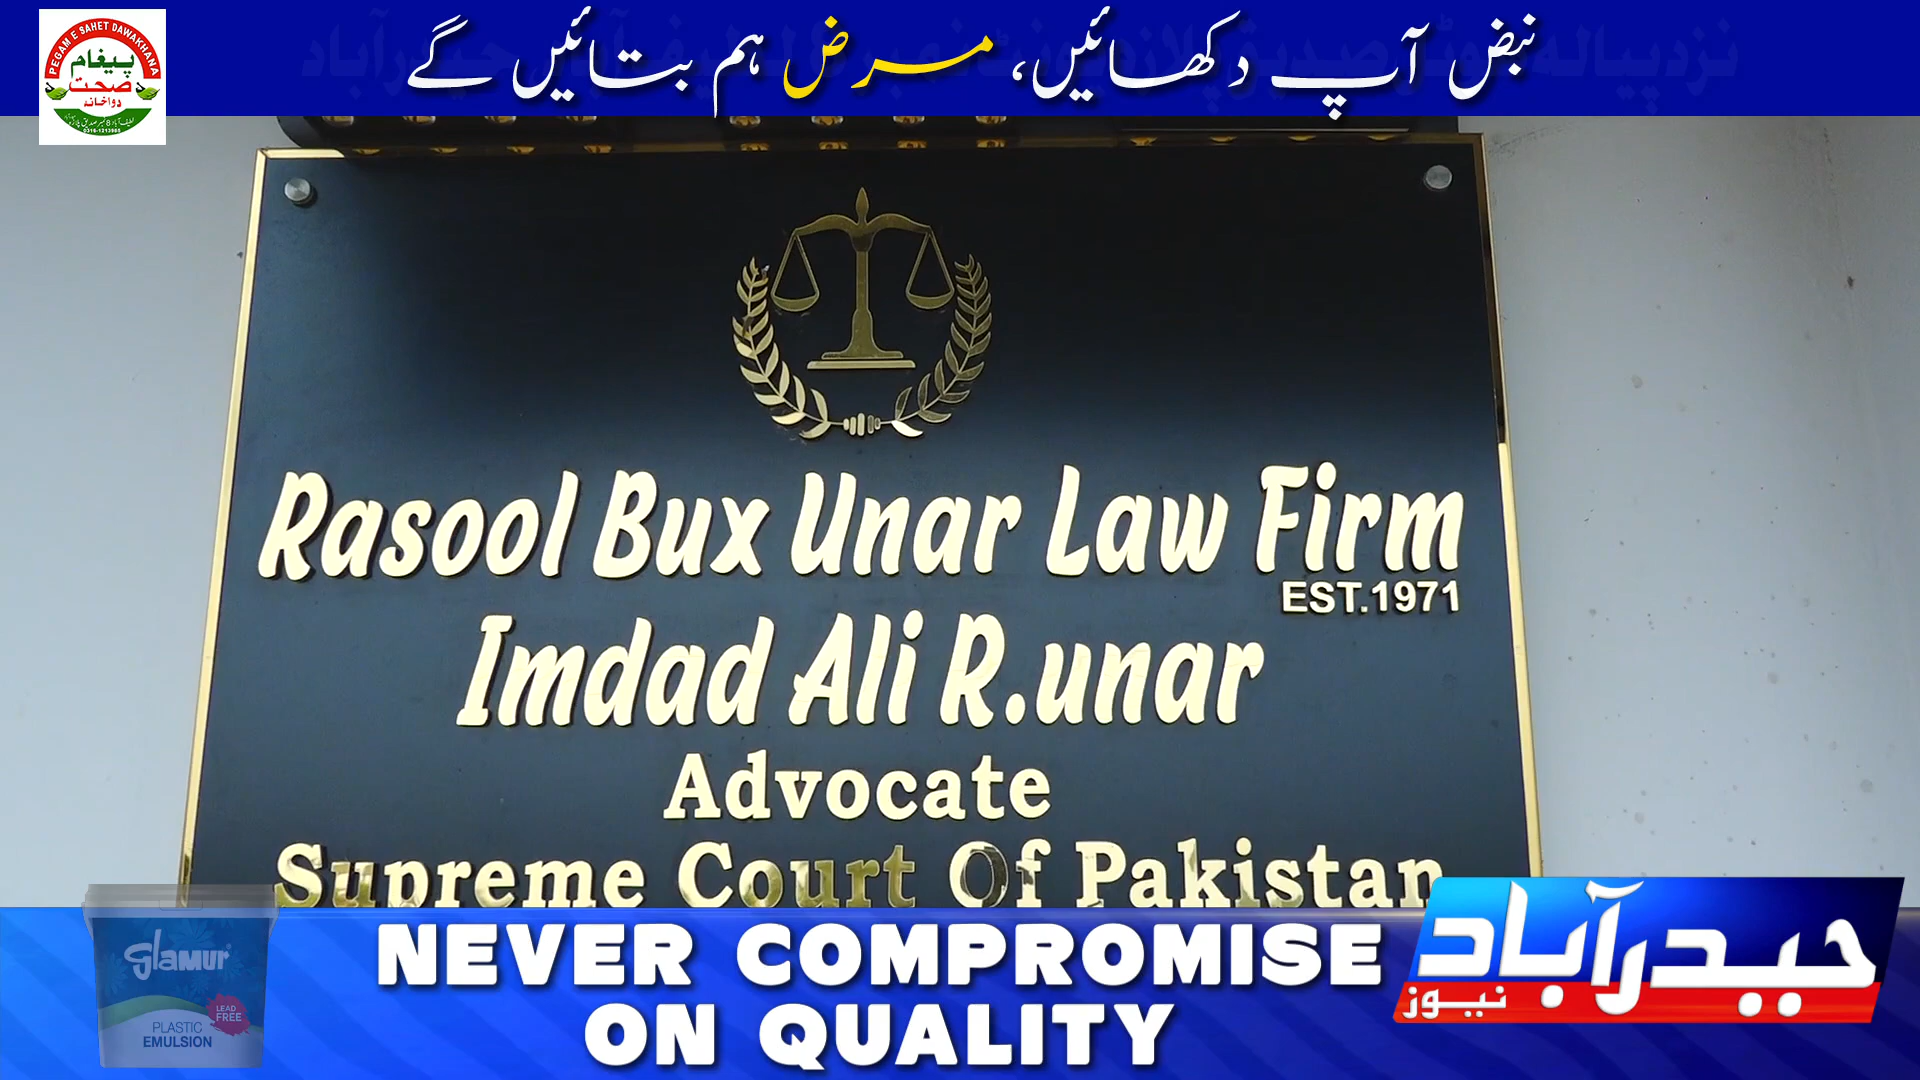 نبض آپ دکھائیں، مرض ہم بتائیں گے
PEGAM E SAHET DAWAKHANA
پیغام
صحت
دواخانہ
0316-1213985
Rasool Bux Unar Law Firm
EST.1971
Imdad Ali R.unar
Advocate
Supreme Court Of Pakistan
glamur
LEAD
FREE
PLASTIC
EMULSION
NEVER COMPROMISE
ON QUALITY
حیدرآباد
نیوز